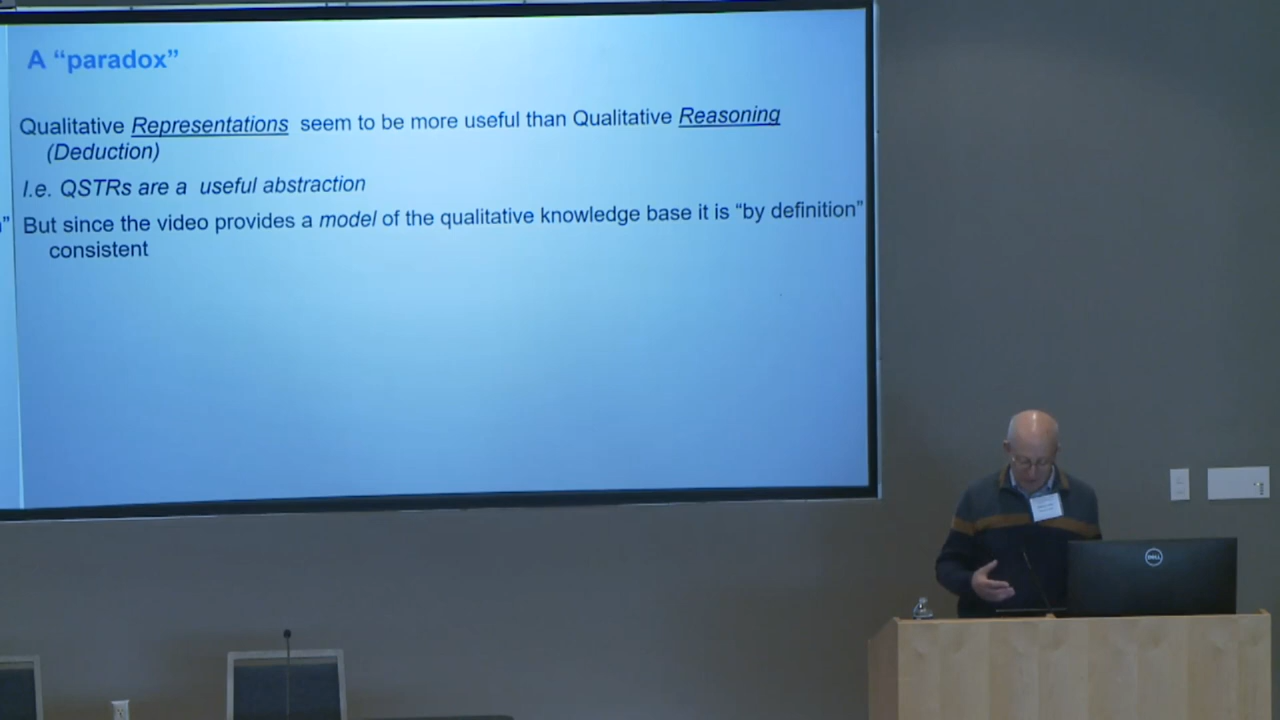 A “paradox”
Qualitative Representations seem to be more useful than Qualitative Reasoning
(Deduction)
I.e. QSTRs are a useful abstraction
But since the video provides a model of the qualitative knowledge base it is “by definition”
consistent
DELL